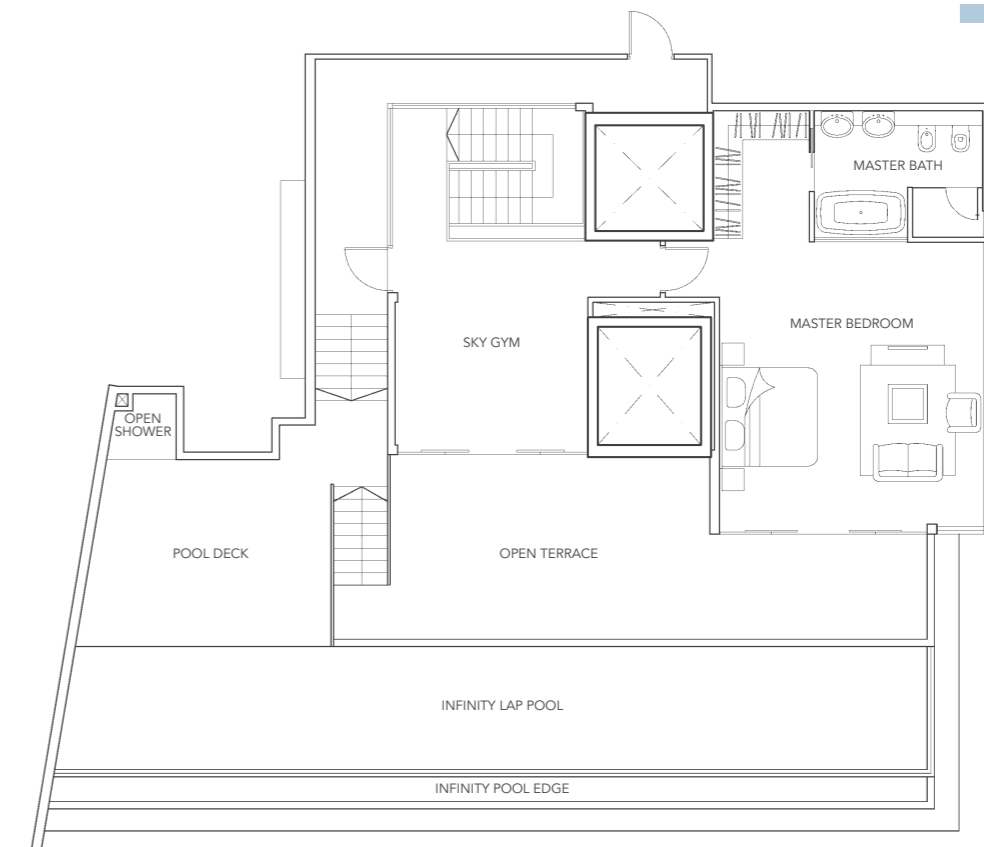 MASTER BATH
MASTER BEDROOM
SKY GYM
OPEN
SHOWER
POOL DECK
OPEN TERRACE
INFINITY LAP POOL
INFINITY POOL EDGE